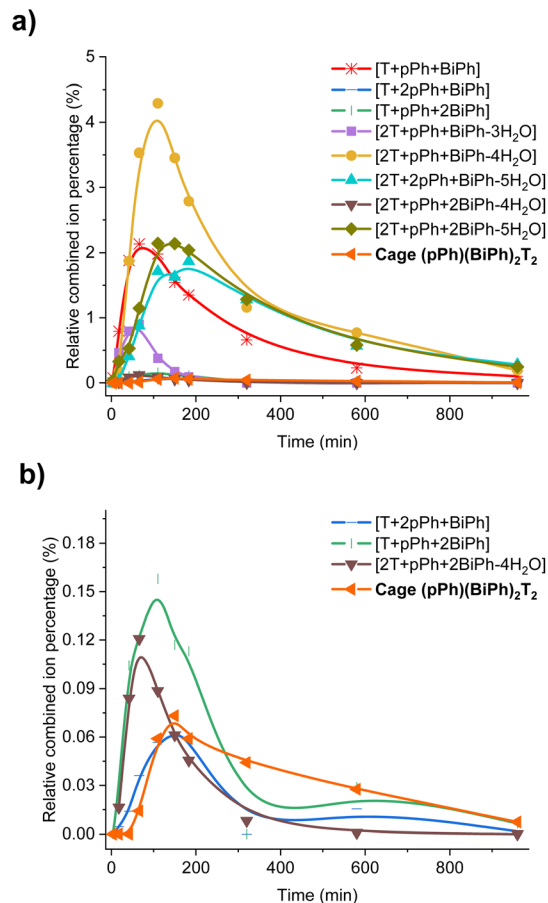 a)
Relative combined ion percentage (%)
5
4
3
2
1
0
[T+pPh+BiPh]
[T+2pPh+BiPh]
[T+pPh+2BiPh]
[2T+pPh+BiPh-3H₂O]
[2T+pPh+BiPh-4H₂O]
[2T+2pPh+BiPh-5H₂O]
[2T+pPh+2BiPh-4H₂O]
[2T+pPh+2BiPh-5H₂O]
Cage (pPh)(BiPh)₂T₂
0 200 400 600 800
Time (min)
b)
Relative combined ion percentage (%)
0.18
0.15
0.12
0.09
0.06
0.03
0.00
[T+2pPh+BiPh]
[T+pPh+2BiPh]
[2T+pPh+2BiPh-4H₂O]
Cage (pPh)(BiPh)₂T₂
0 200 400 600 800
Time (min)